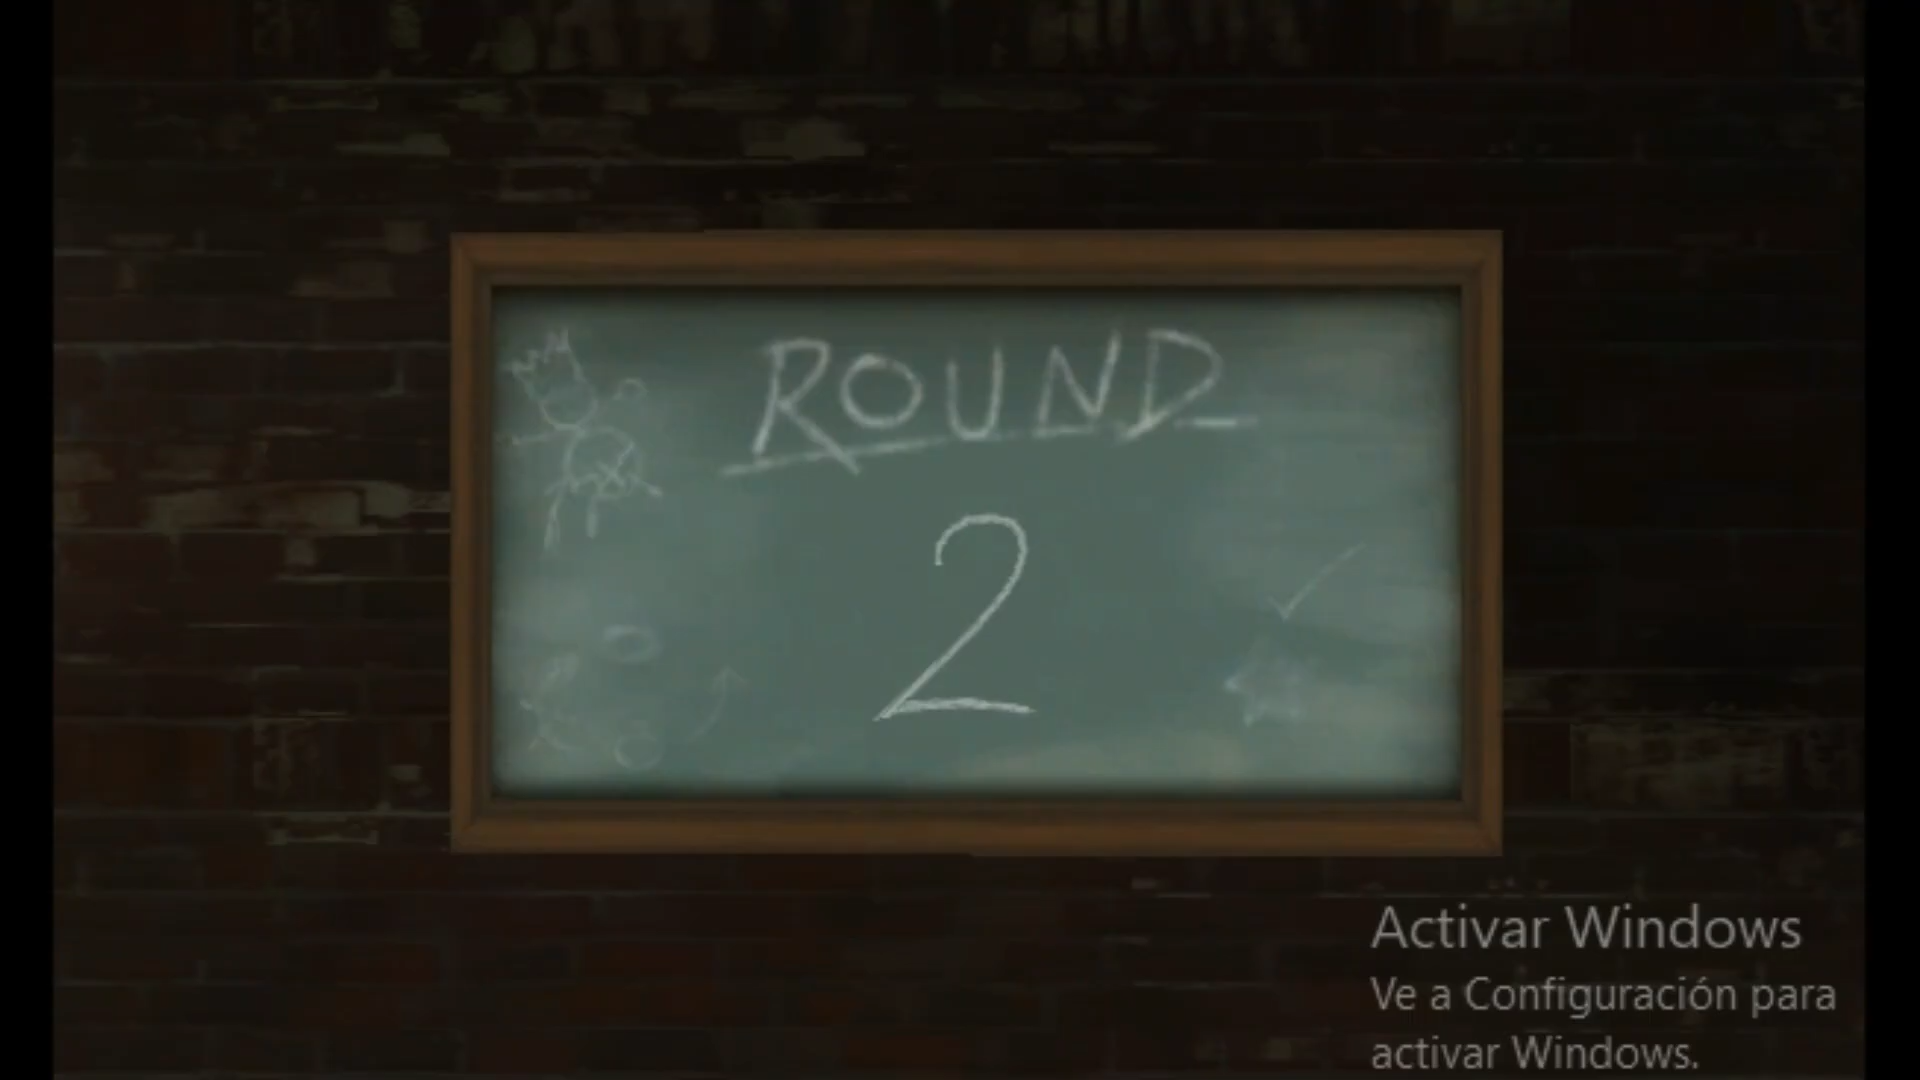 ROUND
2
Activar Windows
Ve a Configuración para
activar Windows.